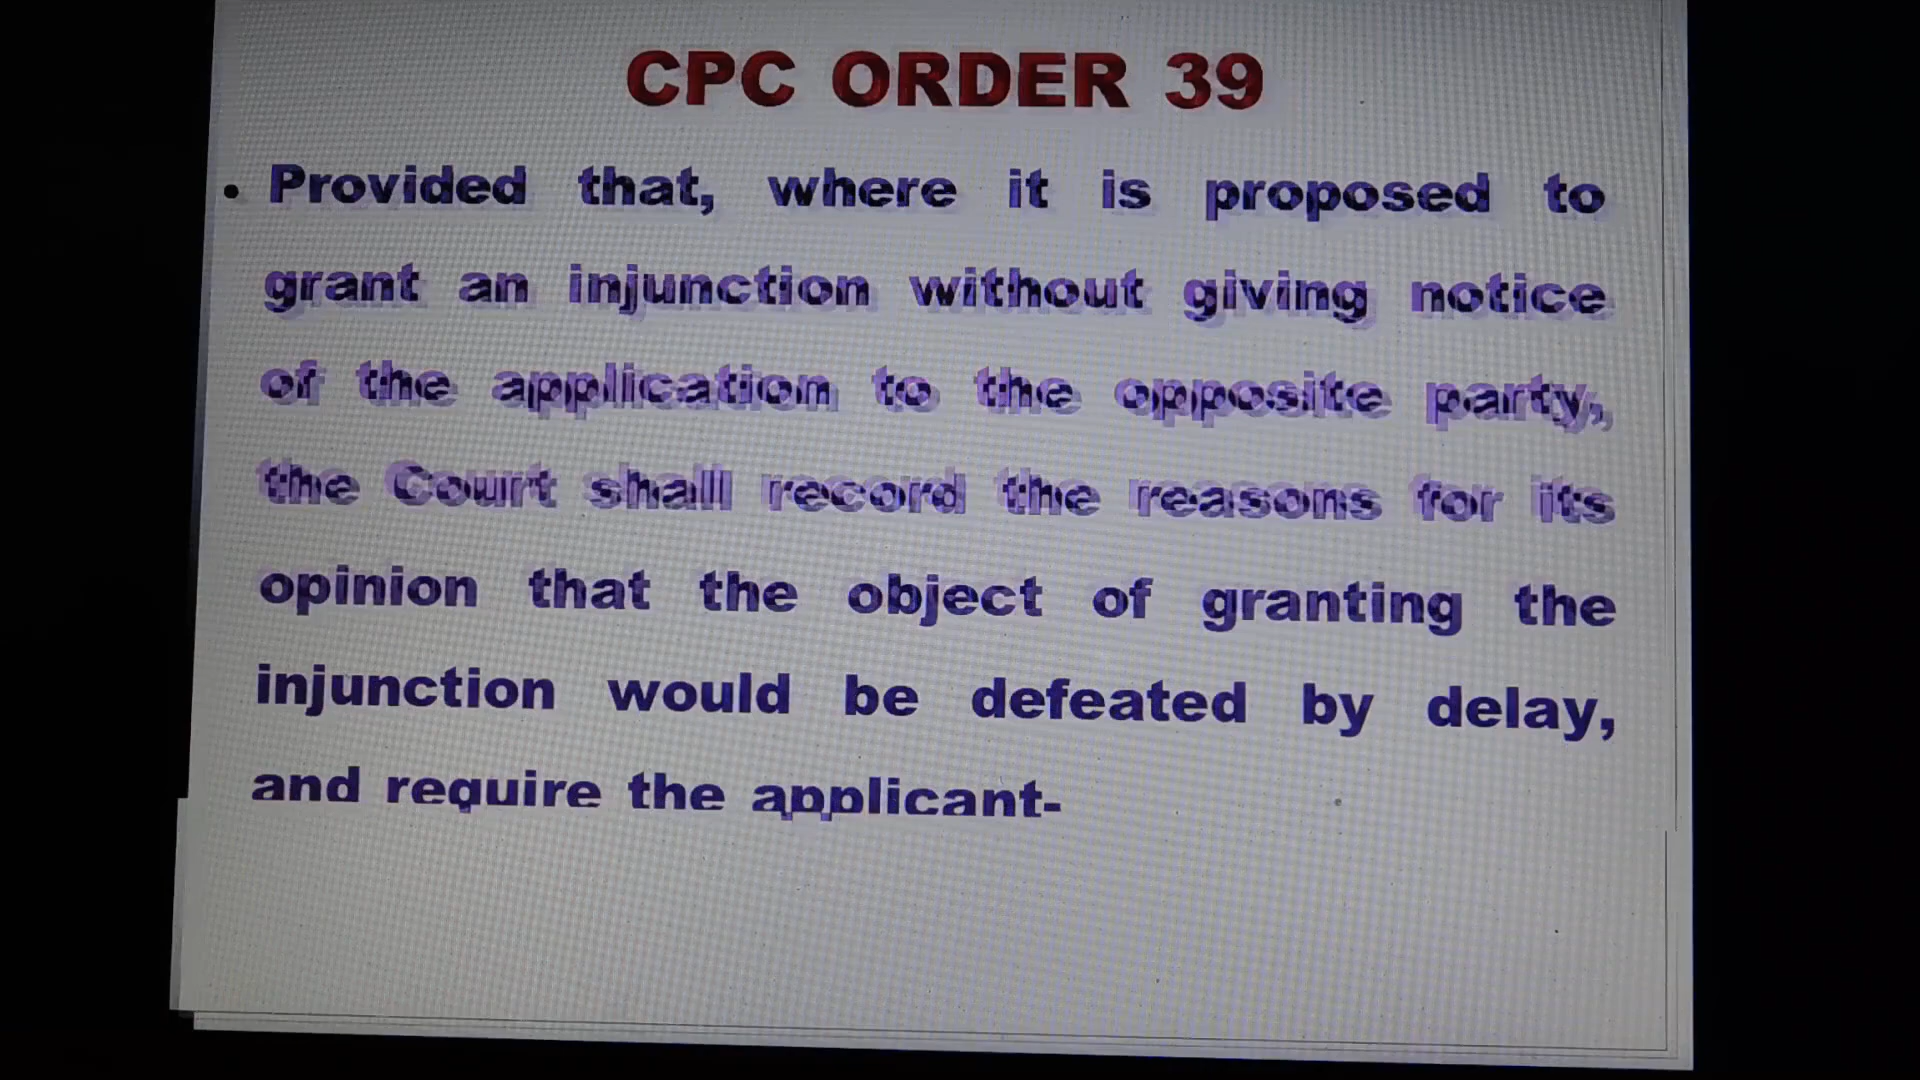 CPC ORDER 39
• Provided that, where it is proposed to
grant an injunction without giving notice
of the application to the opposite party,
the Court shall record the reasons for its
opinion that the object of granting the
injunction would be defeated by delay,
and require the applicant-